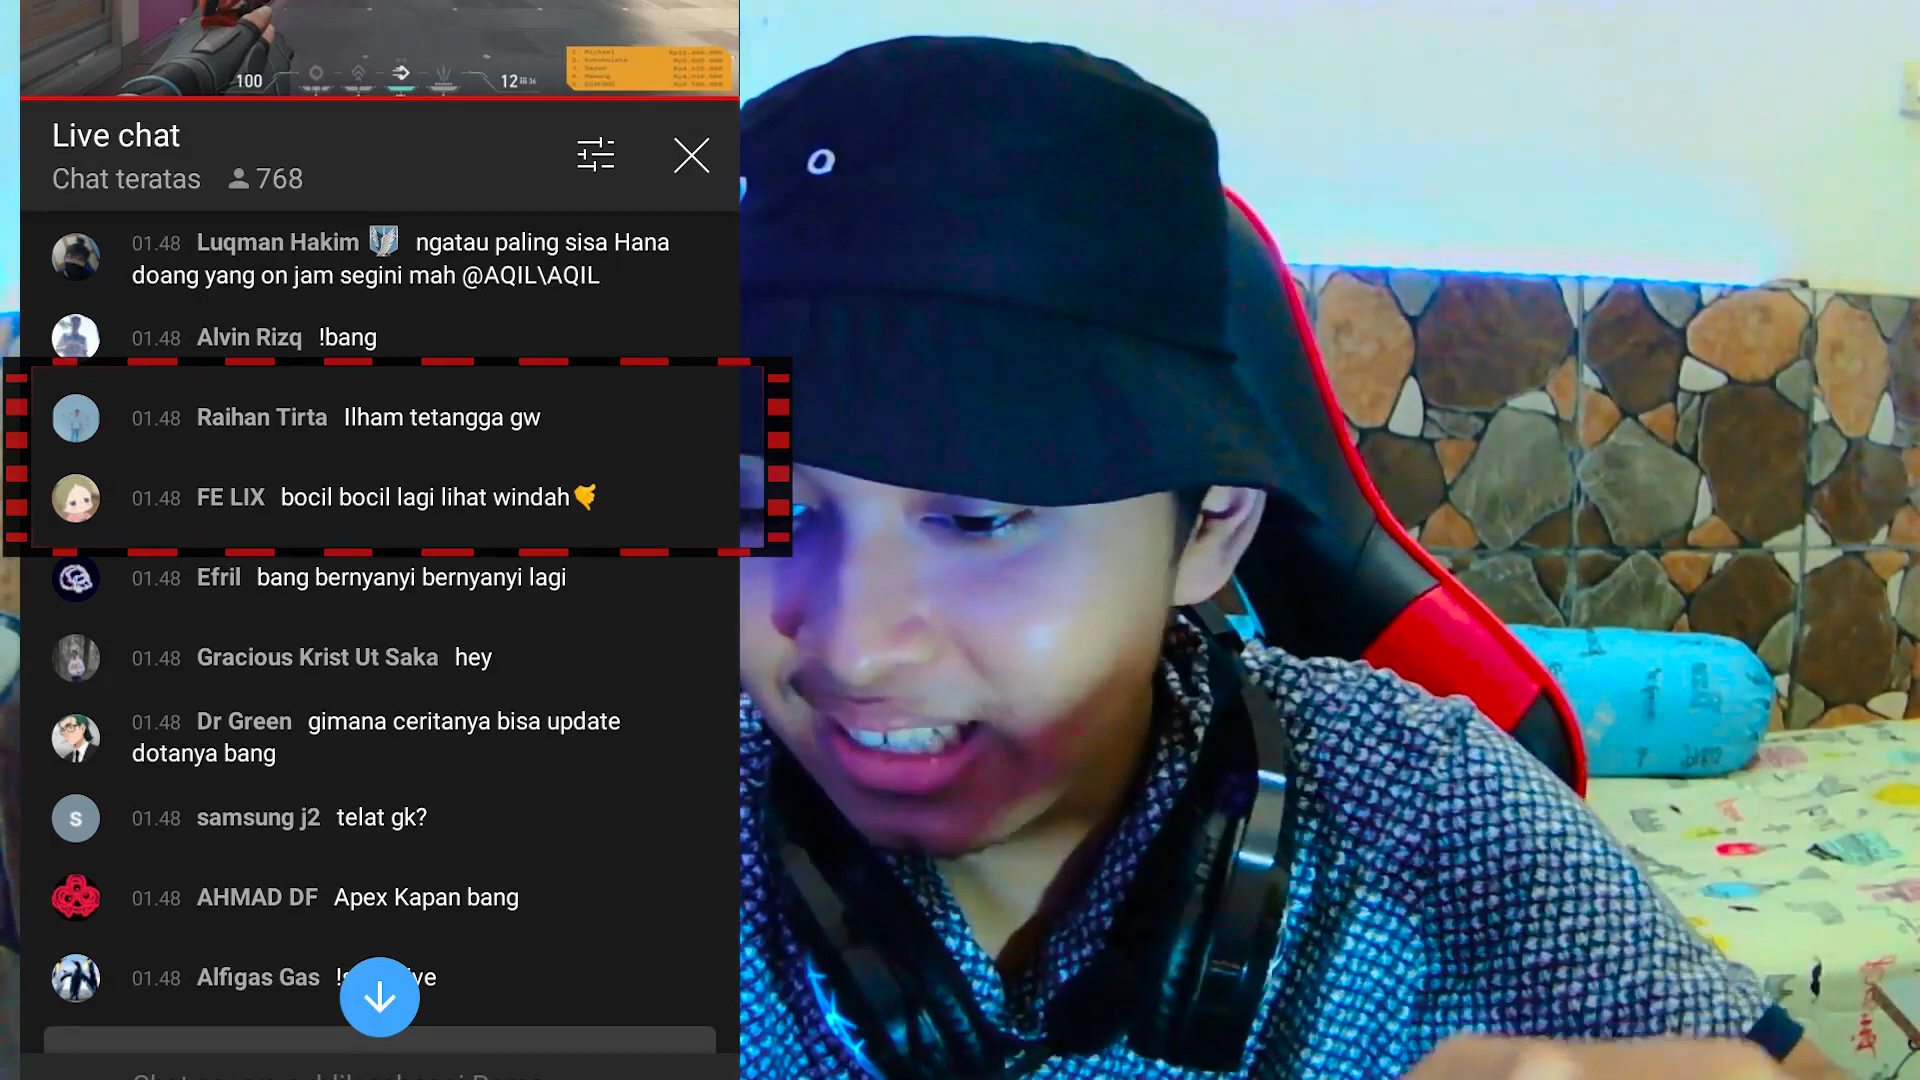 100
12
36
1. Michael
Live chat
Chat teratas 768
01.48 Luqman Hakim ngatau paling sisa Hana
doang yang on jam segini mah @AQIL\AQIL
01.48 Alvin Rizq !bang
01.48 Raihan Tirta Ilham tetangga gw
01.48 FE LIX bocil bocil lagi lihat windah🤙
01.48 Efril bang bernyanyi bernyanyi lagi
01.48 Gracious Krist Ut Saka hey
01.48 Dr Green gimana ceritanya bisa update
dotanya bang
S
01.48 samsung j2 telat gk?
01.48 AHMAD DF Apex Kapan bang
01.48 Alfigas Gas